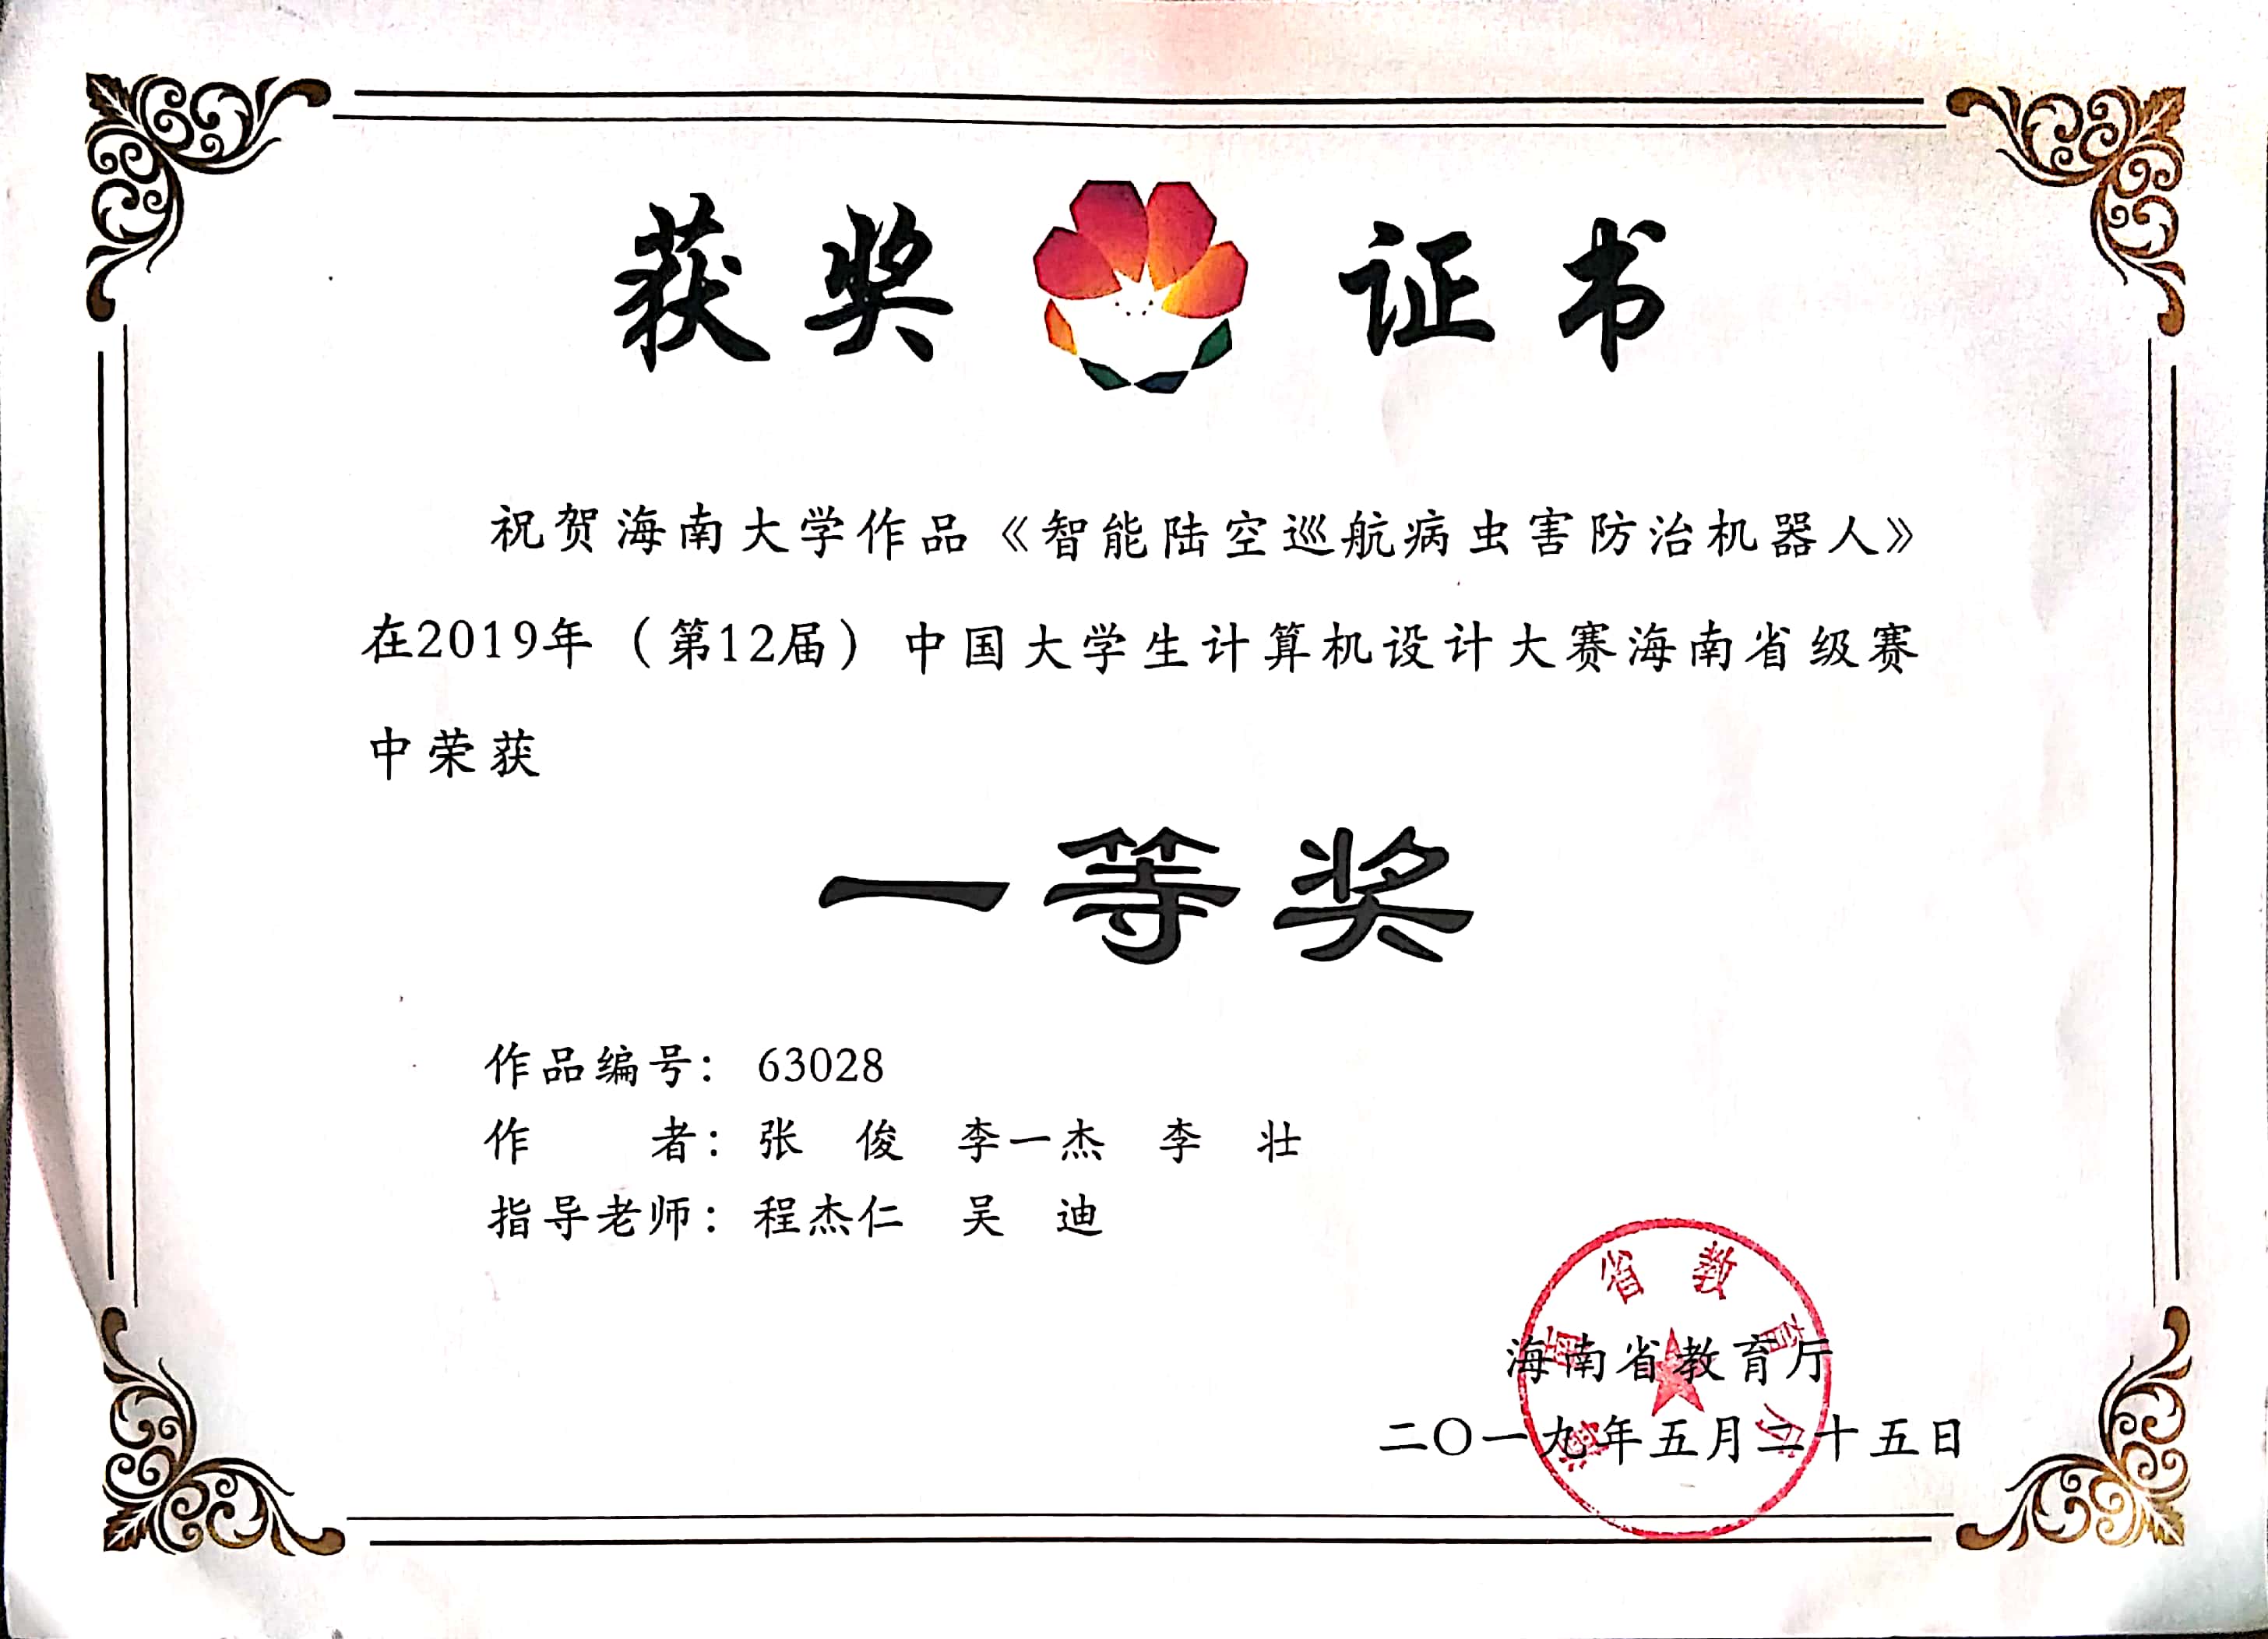 获奖证书
祝贺海南大学作品《智能陆空巡航病虫害防治机器人》
在2019年（第12届）中国大学生计算机设计大赛海南省级赛
中荣获
一等奖
作品编号：63028
作　　者：张　俊　李一杰　李　壮
指导老师：程杰仁　吴　迪
海南省教育厅
海南省教育厅
二〇一九年五月二十五日